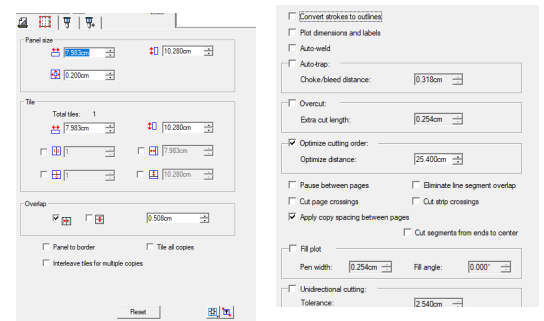 Panel size
7.983cm
10.280cm
0.200cm
Tile
Total tiles: 1
7.983cm
10.280cm
1
7.983cm
1
10.280cm
Overlap
0.508cm
Panel to border
Tile all copies
Interleave tiles for multiple copies
Reset
Convert strokes to outlines
Plot dimensions and labels
Auto-weld
Auto-trap:
Choke/bleed distance: 0.318cm
Overcut:
Extra cut length: 0.254cm
Optimize cutting order:
Optimize distance: 25.400cm
Pause between pages
Eliminate line segment overlap
Cut page crossings
Cut strip crossings
Apply copy spacing between pages
Cut segments from ends to center
Fill plot
Pen width: 0.254cm Fill angle: 0.000°
Unidirectional cutting:
Tolerance: 2.540cm